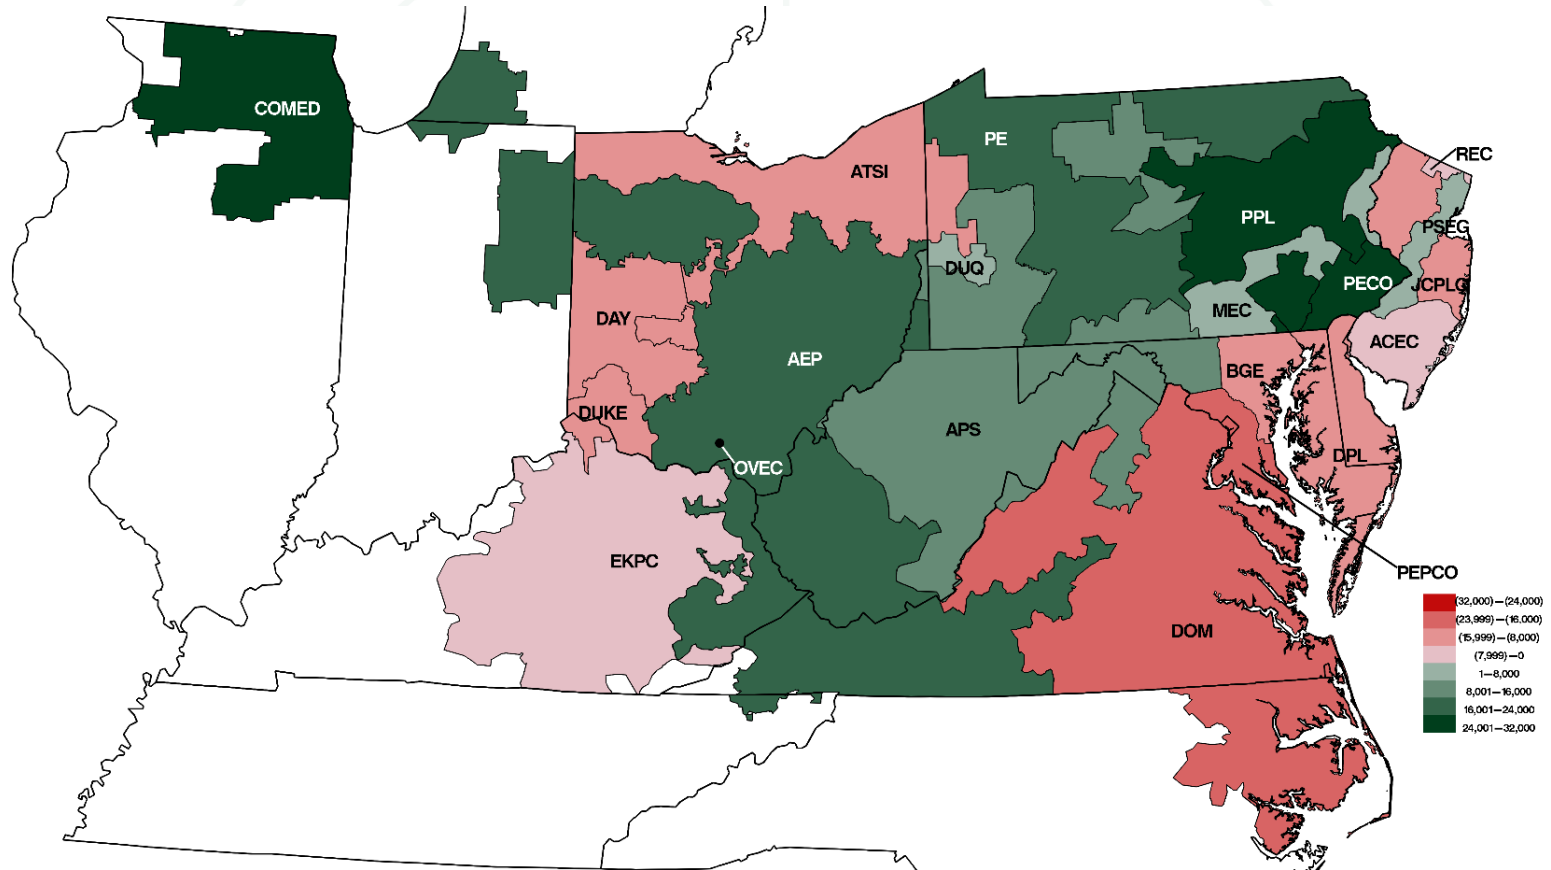 COMED
PE
REC
ATSI
PPL
PSEG
DUQ
PECO
JCPLC
MEC
DAY
ACEC
AEP
BGE
DUKE
APS
DPL
OVEC
EKPC
PEPCO
DOM
(32,000)—(24,000)
(23,999)—(16,000)
(15,999)—(8,000)
(7,999)—0
1—8,000
8,001—16,000
16,001—24,000
24,001—32,000